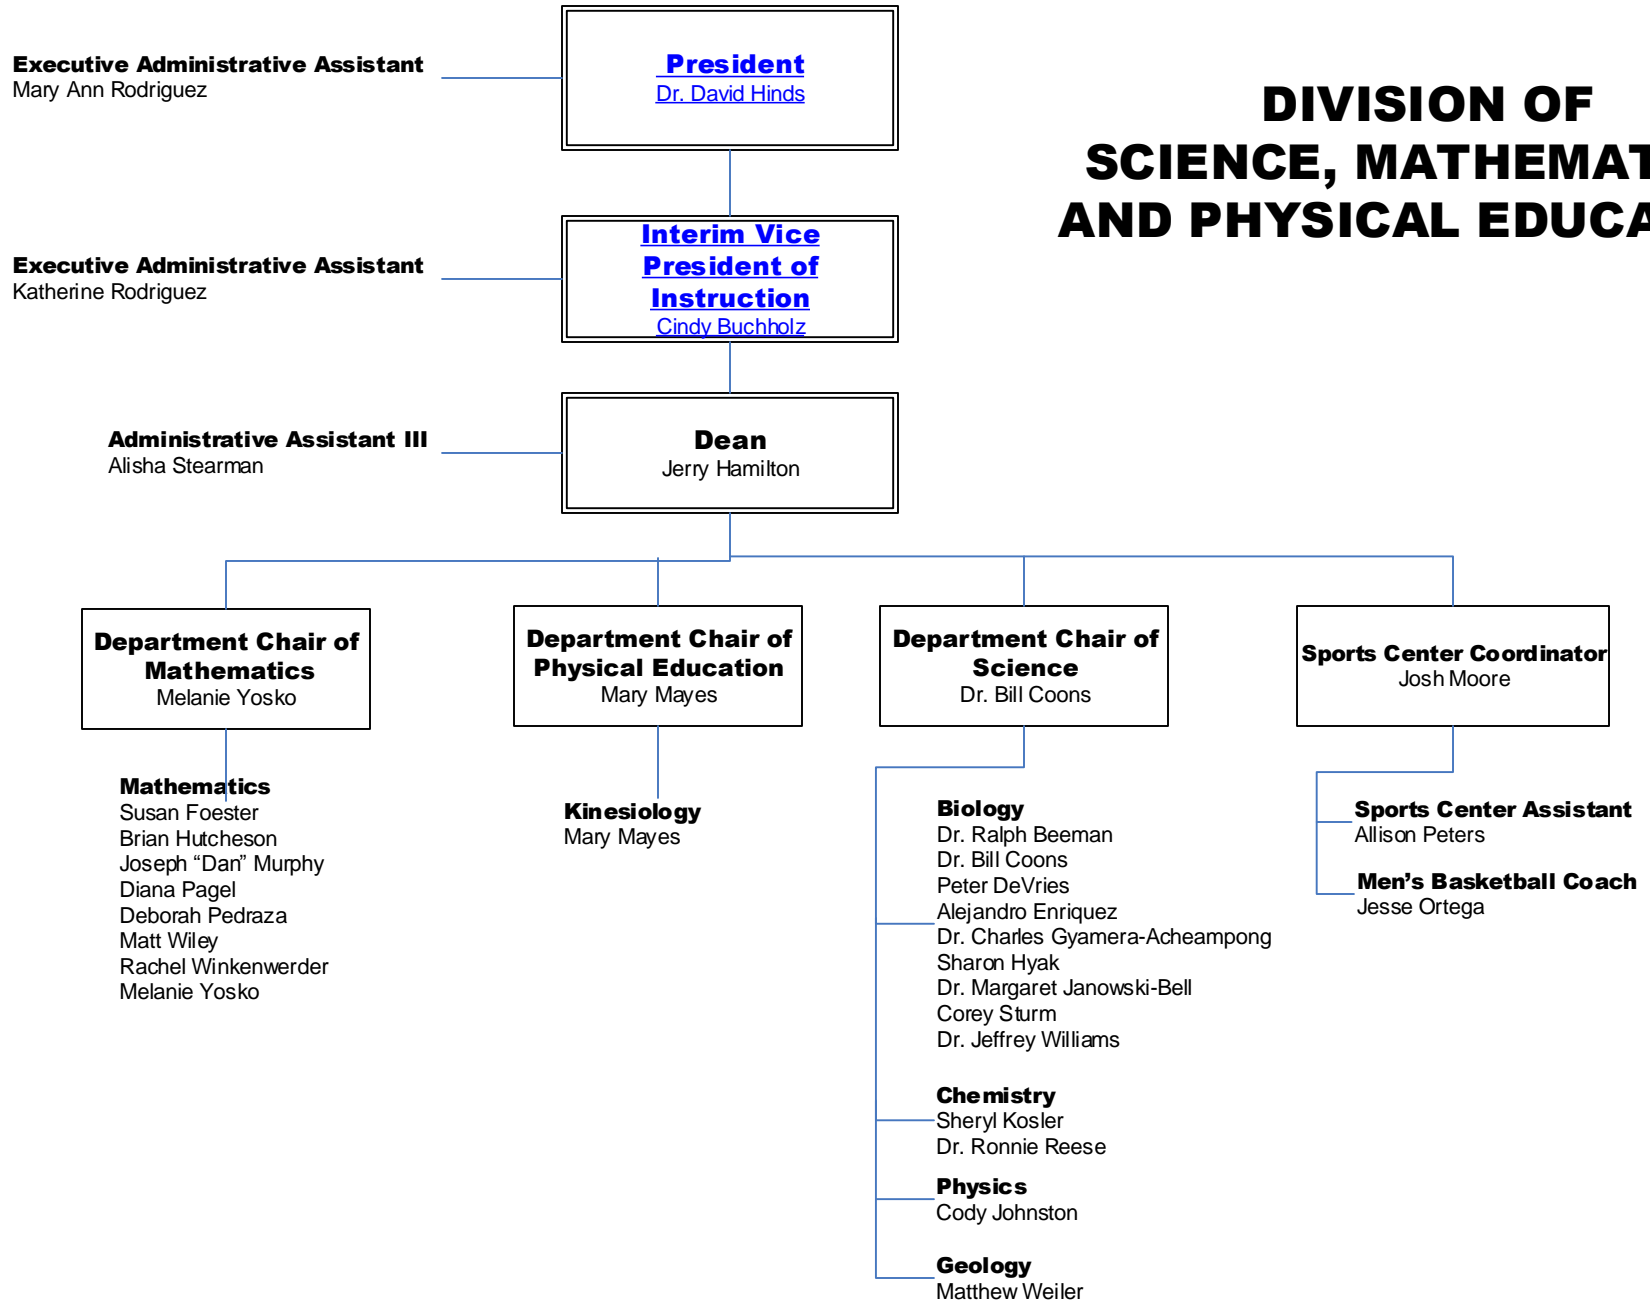 Executive Administrative Assistant
Mary Ann Rodriguez
President
Dr. David Hinds
DIVISION OF
SCIENCE, MATHEMAT
AND PHYSICAL EDUCA
Executive Administrative Assistant
Katherine Rodriguez
Interim Vice
President of
Instruction
Cindy Buchholz
Administrative Assistant III
Alisha Stearman
Dean
Jerry Hamilton
Department Chair of
Mathematics
Melanie Yosko
Department Chair of
Physical Education
Mary Mayes
Department Chair of
Science
Dr. Bill Coons
Sports Center Coordinator
Josh Moore
Mathematics
Susan Foester
Brian Hutcheson
Joseph “Dan” Murphy
Diana Pagel
Deborah Pedraza
Matt Wiley
Rachel Winkenwerder
Melanie Yosko
Kinesiology
Mary Mayes
Biology
Dr. Ralph Beeman
Dr. Bill Coons
Peter DeVries
Alejandro Enriquez
Dr. Charles Gyamera-Acheampong
Sharon Hyak
Dr. Margaret Janowski-Bell
Corey Sturm
Dr. Jeffrey Williams
Chemistry
Sheryl Kosler
Dr. Ronnie Reese
Physics
Cody Johnston
Geology
Matthew Weiler
Sports Center Assistant
Allison Peters
Men’s Basketball Coach
Jesse Ortega